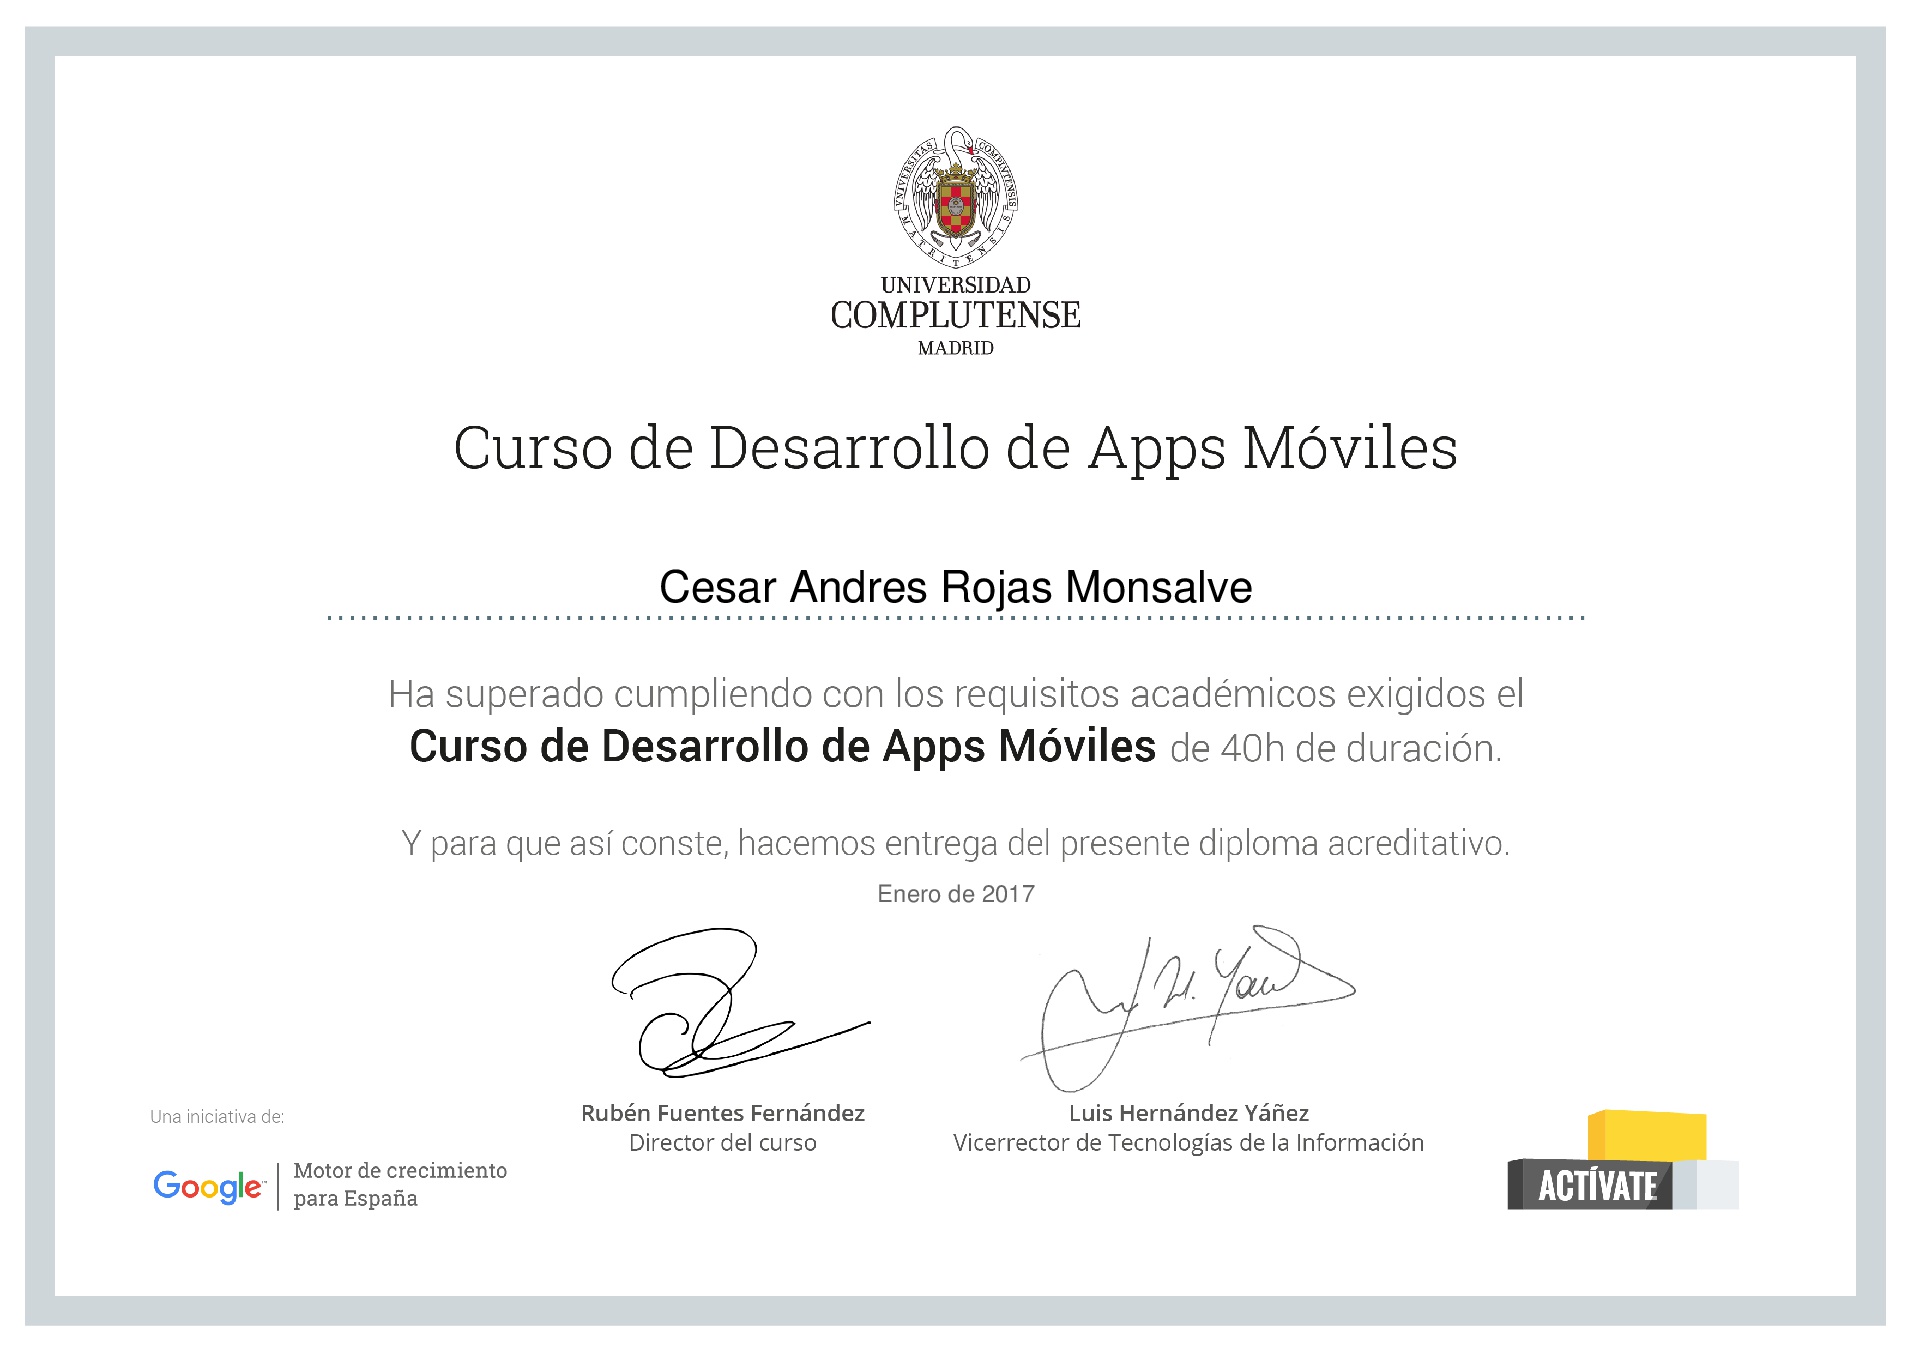 VNIVERSITAS COMPLVTENSIS
MATRITENSIS
UNIVERSIDAD
COMPLUTENSE
MADRID
Curso de Desarrollo de Apps Móviles
Cesar Andres Rojas Monsalve
Ha superado cumpliendo con los requisitos académicos exigidos el
Curso de Desarrollo de Apps Móviles de 40h de duración.
Y para que así conste, hacemos entrega del presente diploma acreditativo.
Enero de 2017
Rubén Fuentes Fernández
Director del curso
Luis Hernández Yáñez
Vicerrector de Tecnologías de la Información
Una iniciativa de:
Google
Motor de crecimiento
para España
ACTÍVATE